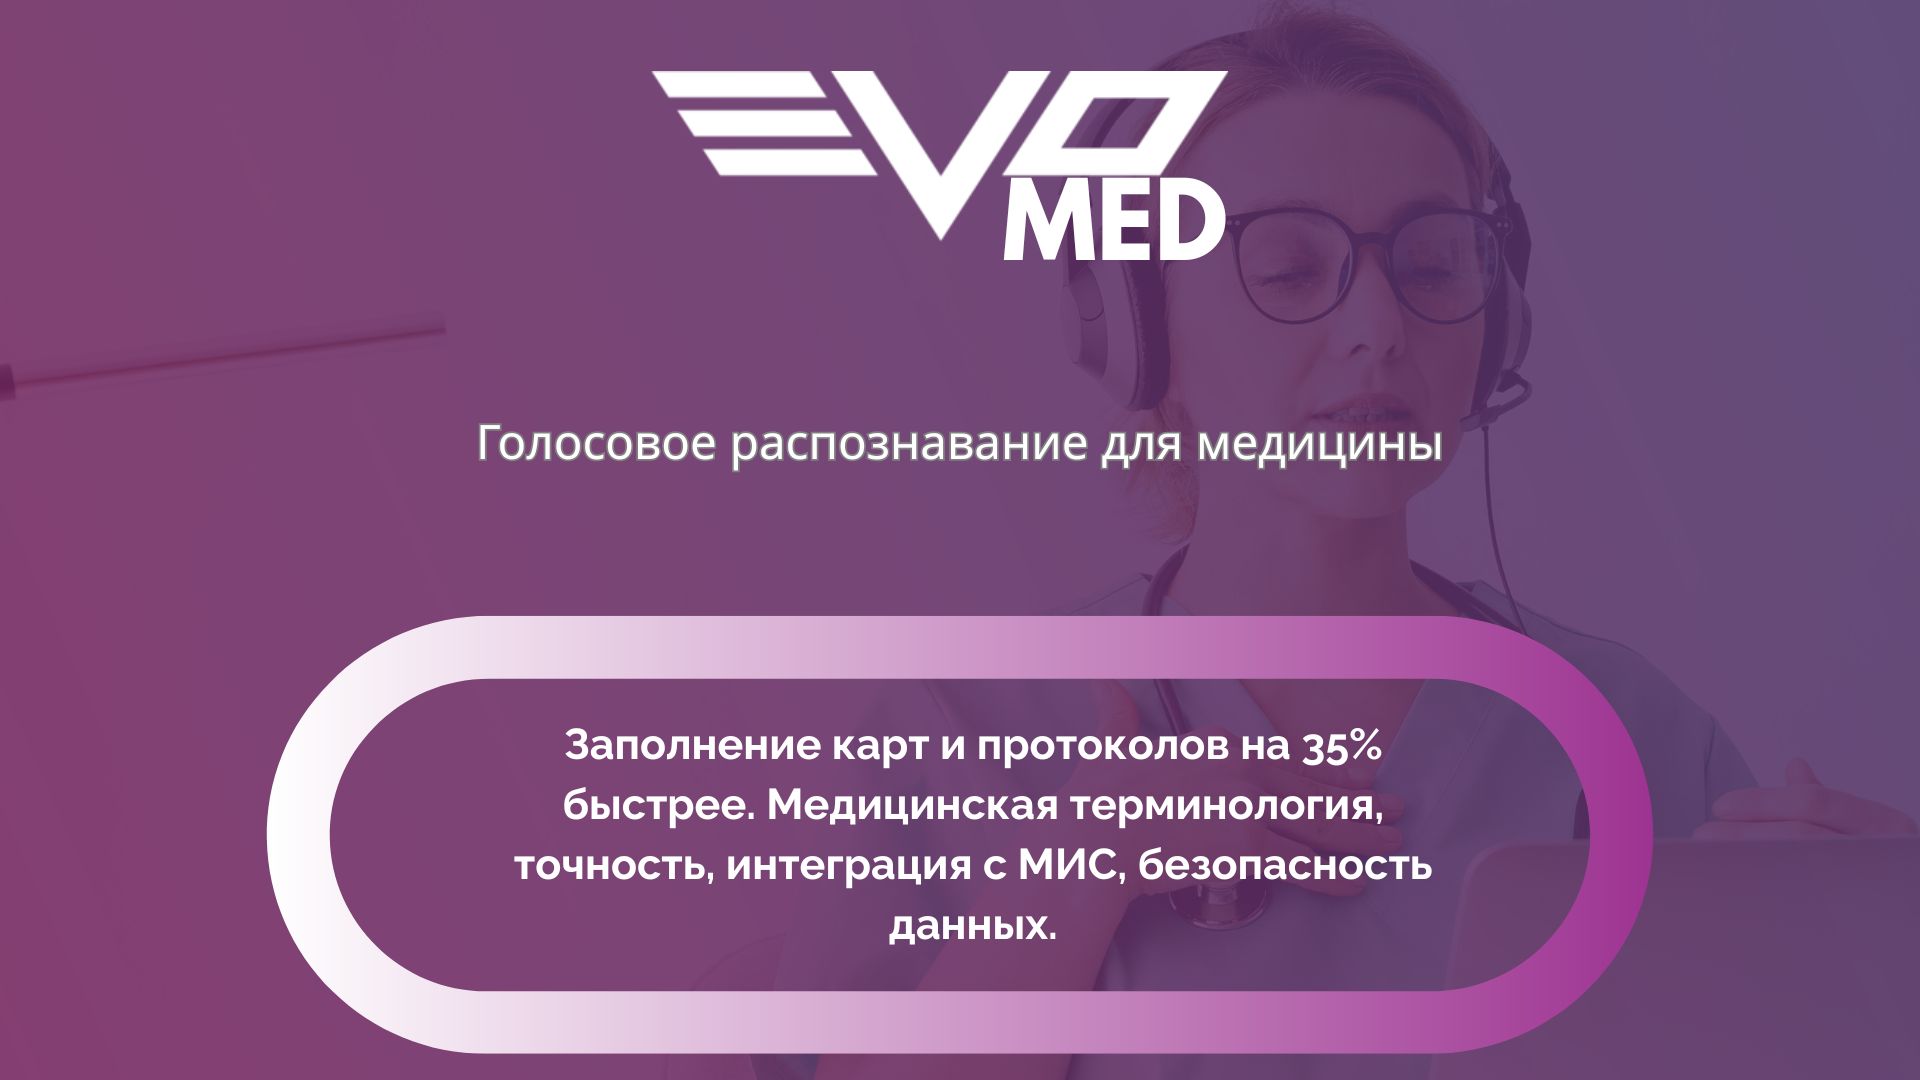 EVO
MED
Голосовое распознавание для медицины
Заполнение карт и протоколов на 35%
быстрее. Медицинская терминология,
точность, интеграция с МИС, безопасность
данных.